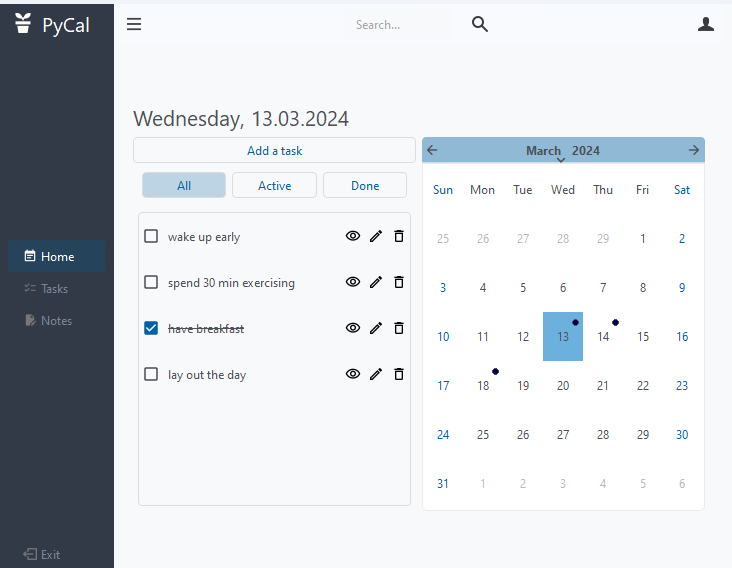 PyCal
Search...
Home
Tasks
Notes
Exit
Wednesday, 13.03.2024
Add a task
All Active Done
wake up early
spend 30 min exercising
have breakfast
lay out the day
March 2024
Sun Mon Tue Wed Thu Fri Sat
25 26 27 28 29 1 2
3 4 5 6 7 8 9
10 11 12 13 14 15 16
17 18 19 20 21 22 23
24 25 26 27 28 29 30
31 1 2 3 4 5 6